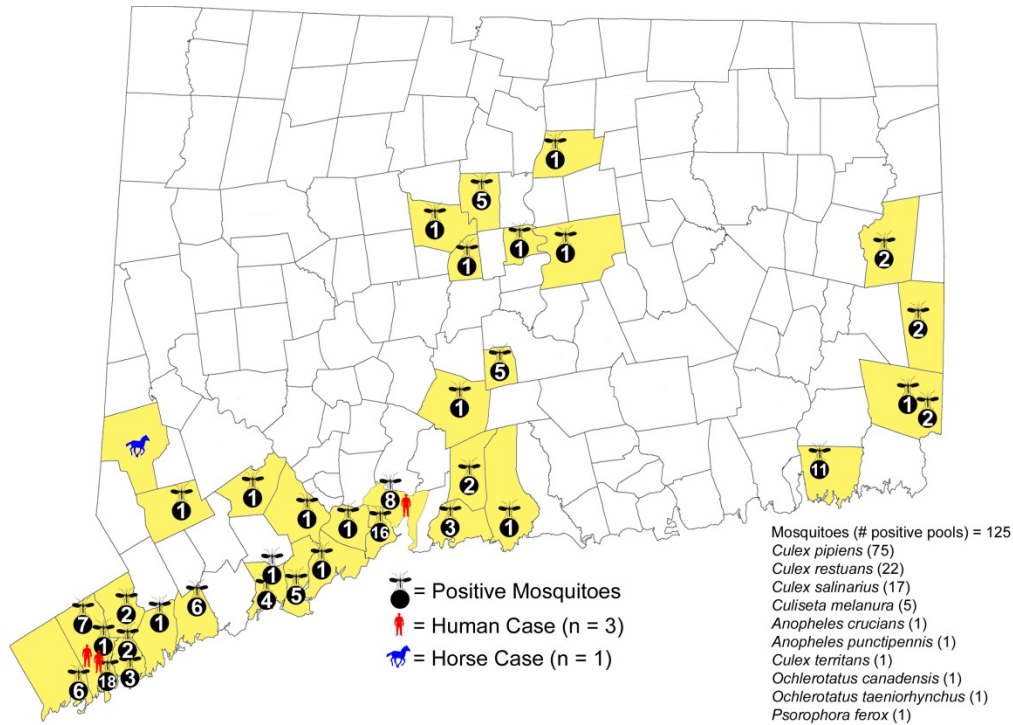 1
5
1
1
1
1
2
2
5
1
1
2
11
1
1
8
2
1
1
16
3
1
1
1
4
5
6
2
7
1
1
2
6
18
3
= Positive Mosquitoes
= Human Case (n = 3)
= Horse Case (n = 1)
Mosquitoes (# positive pools) = 125
Culex pipiens (75)
Culex restuans (22)
Culex salinarius (17)
Culiseta melanura (5)
Anopheles crucians (1)
Anopheles punctipennis (1)
Culex territans (1)
Ochlerotatus canadensis (1)
Ochlerotatus taeniorhynchus (1)
Psorophora ferox (1)